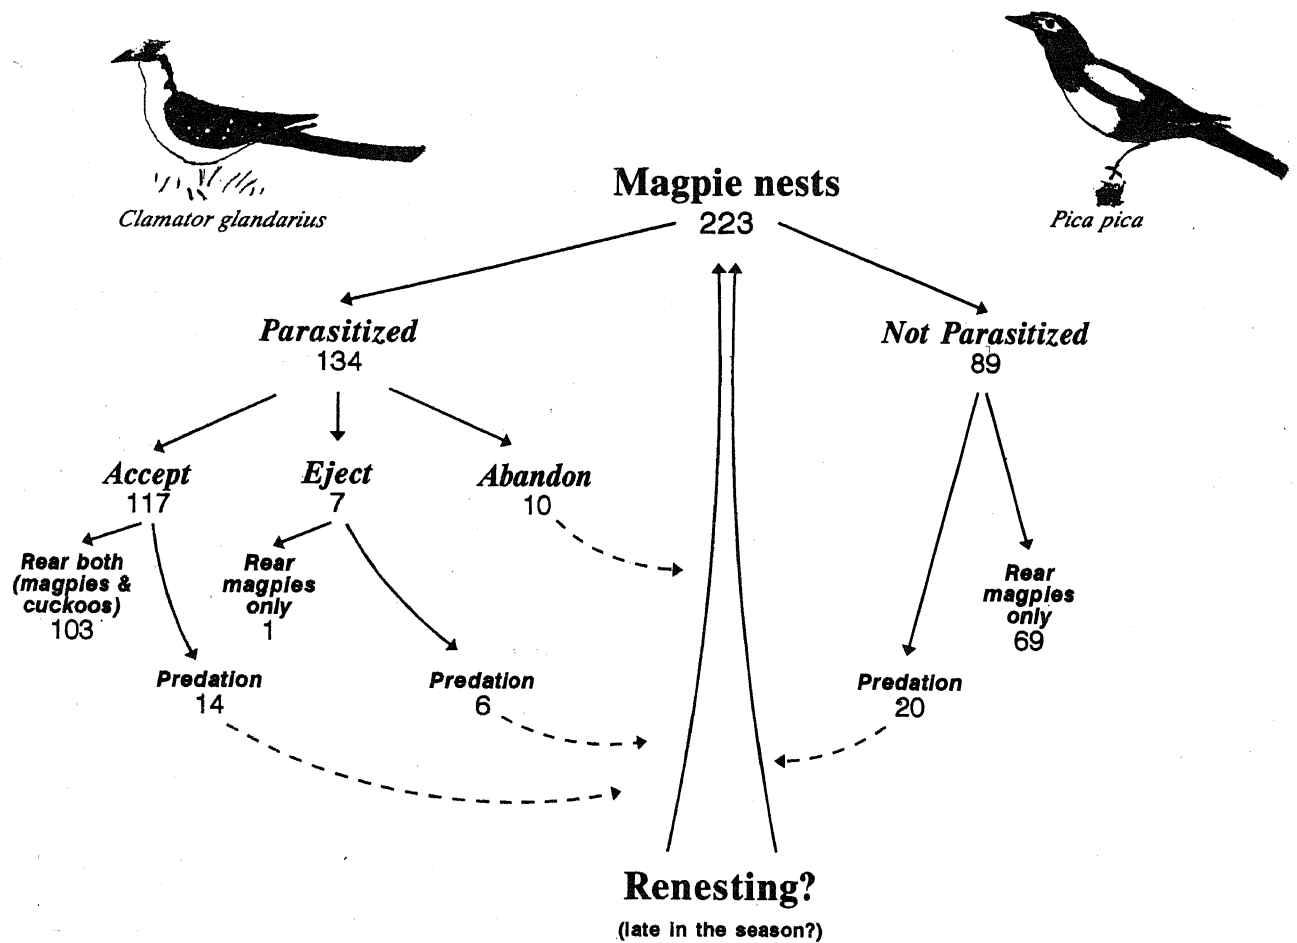 Clamator glandarius
Pica pica
Magpie nests
223
Parasitized
134
Not Parasitized
89
Accept
117
Eject
7
Abandon
10
Rear both
(magpies &
cuckoos)
103
Rear
magpies
only
1
Rear
magpies
only
69
Predation
14
Predation
6
Predation
20
Renesting?
(late in the season?)